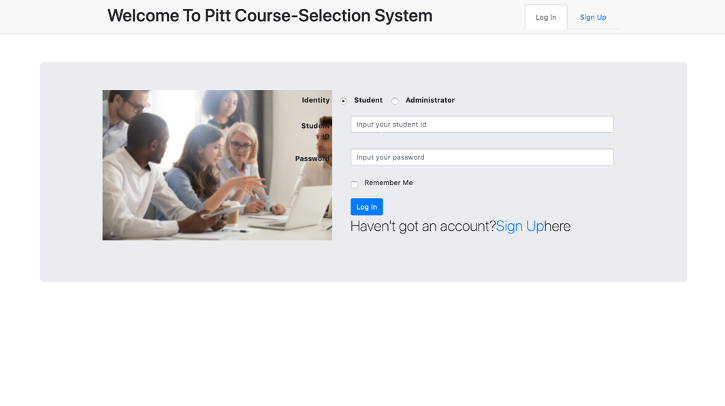 Welcome To Pitt Course-Selection System
Log In
Sign Up
Identity
Student
Administrator
Student
ID
Input your student id
Password
Input your password
Remember Me
Log In
Haven't got an account?Sign Uphere